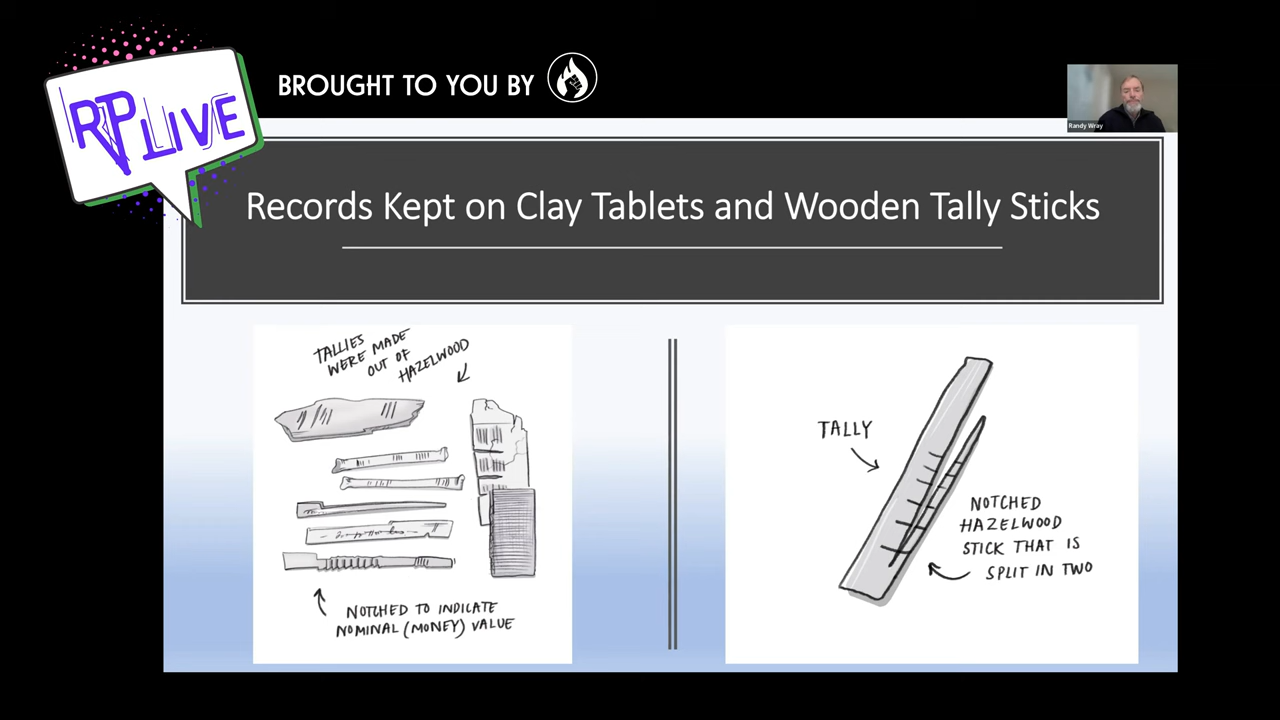 RP LIVE
BROUGHT TO YOU BY
Randy Wray
Records Kept on Clay Tablets and Wooden Tally Sticks
TALLIES
WERE MADE
OUT OF
HAZELWOOD
NOTCHED TO INDICATE
NOMINAL (MONEY) VALUE
TALLY
NOTCHED
HAZELWOOD
STICK THAT IS
SPLIT IN TWO